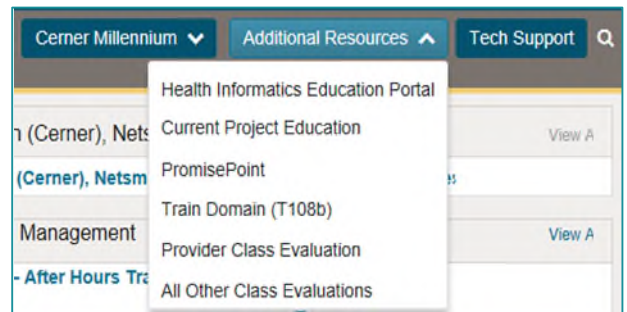 Cerner Millennium Additional Resources Tech Support
Health Informatics Education Portal
(Cerner), Nets Current Project Education View A
(Cerner), Netsm PromisePoint
Train Domain (T108b)
Management Provider Class Evaluation View A
- After Hours Tra All Other Class Evaluations